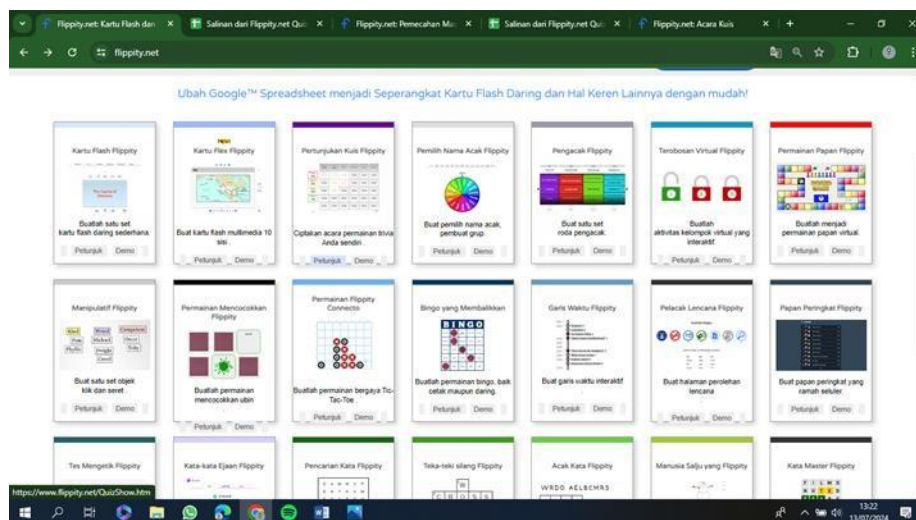 Flippity.net: Kartu Flash dan
Salinan dari Flippity.net Qui
Flippity.net: Pemecahan Ma
Salinan dari Flippity.net Qui
Flippity.net: Acara Kuis
flippity.net
Ubah Google™ Spreadsheet menjadi Seperangkat Kartu Flash Daring dan Hal Keren Lainnya dengan mudah!
Kartu Flash Flippity
Buatlah satu set
kartu flash daring sederhana
Petunjuk Demo
Kartu Flex Flippity
Buat kartu flash multimedia 10
sisi
Petunjuk Demo
Pertunjukan Kuis Flippity
Ciptakan acara permainan trivia
Anda sendiri
Petunjuk Demo
Pemilih Nama Acak Flippity
Buat pemilih nama acak,
pembuat grup
Petunjuk Demo
Pengacak Flippity
Buat satu set
roda pengacak
Petunjuk Demo
Terobosan Virtual Flippity
Buatlah
aktivitas kelompok virtual yang
interaktif
Petunjuk Demo
Permainan Papan Flippity
Buatlah menjadi
permainan papan virtual.
Petunjuk Demo
Manipulatif Flippity
Buat satu set objek
klik dan seret
Petunjuk Demo
Permainan Mencocokkan
Flippity
Buatlah permainan
mencocokkan ubin
Petunjuk Demo
Permainan Flippity
Connecto
Buatlah permainan bergaya Tic-
Tac-Toe
Petunjuk Demo
Bingo yang Membalikkan
BINGO
Buatlah permainan bingo, baik
cetak maupun daring.
Petunjuk Demo
Garis Waktu Flippity
Buat garis waktu interaktif
Petunjuk Demo
Pelacak Lencana Flippity
Buat halaman perolehan
lencana
Petunjuk Demo
Papan Peringkat Flippity
Buat papan peringkat yang
ramah seluler.
Petunjuk Demo
Tes Mengetik Flippity
Kata-kata Ejaan Flippity
Pencarian Kata Flippity
Teka-teki silang Flippity
Acak Kata Flippity
WRDO AELBCMRS
Manusia Salju yang Flippity
Kata Master Flippity
https://www.flippity.net/QuizShow.htm
13:22
13/07/2024